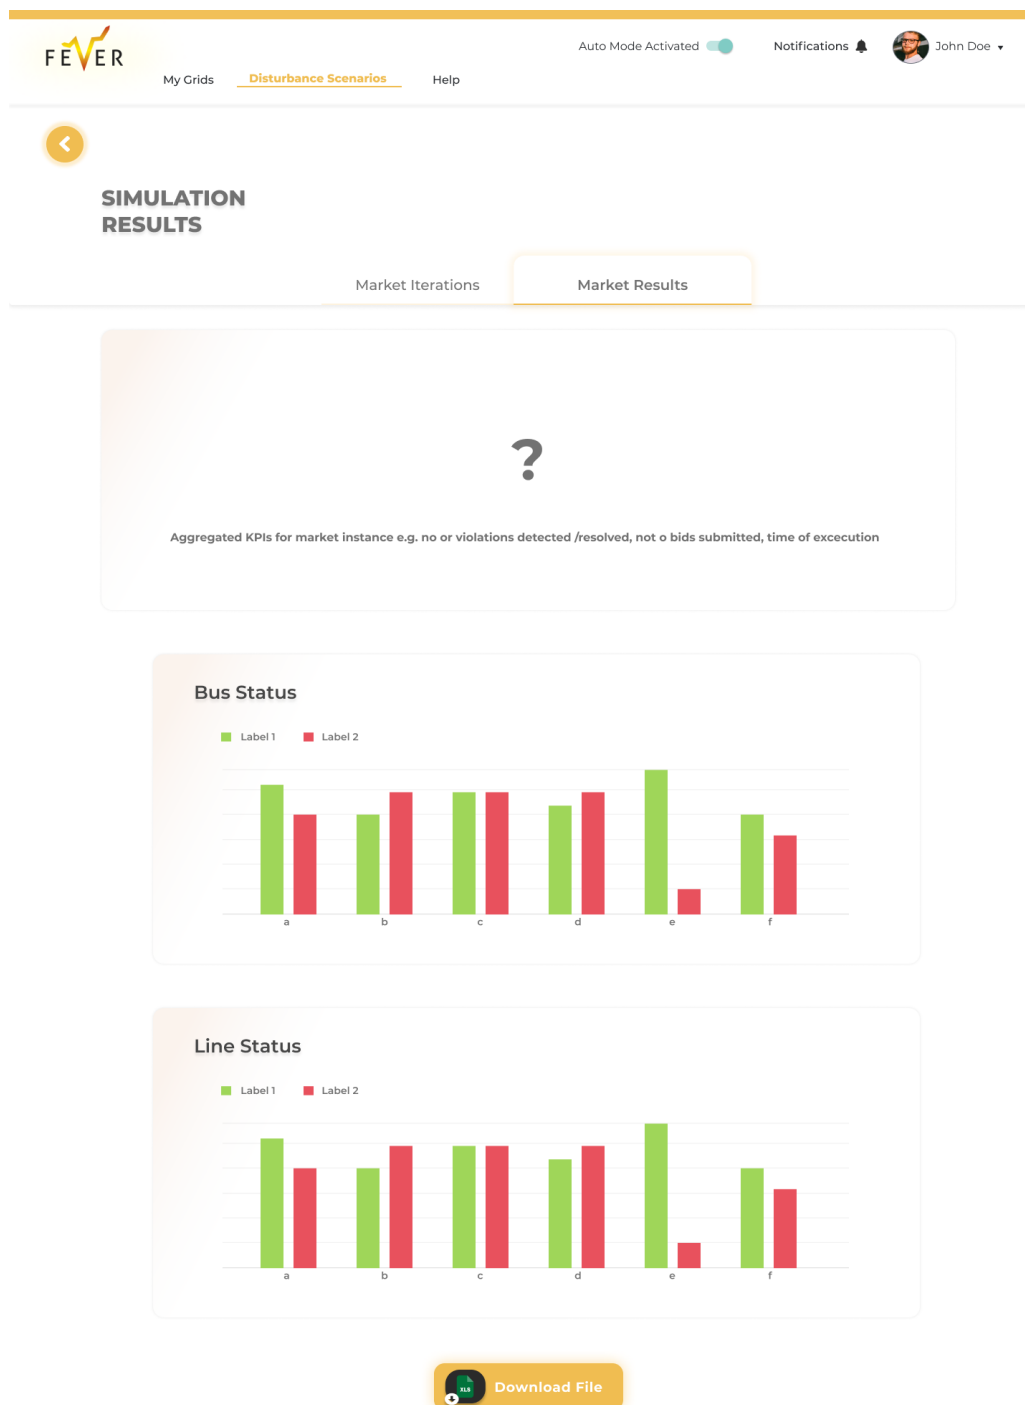 FEVER
Auto Mode Activated
Notifications
John Doe
My Grids
Disturbance Scenarios
Help
SIMULATION
RESULTS
Market Iterations
Market Results
?
Aggregated KPIs for market instance e.g. no or violations detected /resolved, not o bids submitted, time of excecution
Bus Status
Label 1
Label 2
a b c d e f
Line Status
Label 1
Label 2
a b c d e f
XLS
Download File